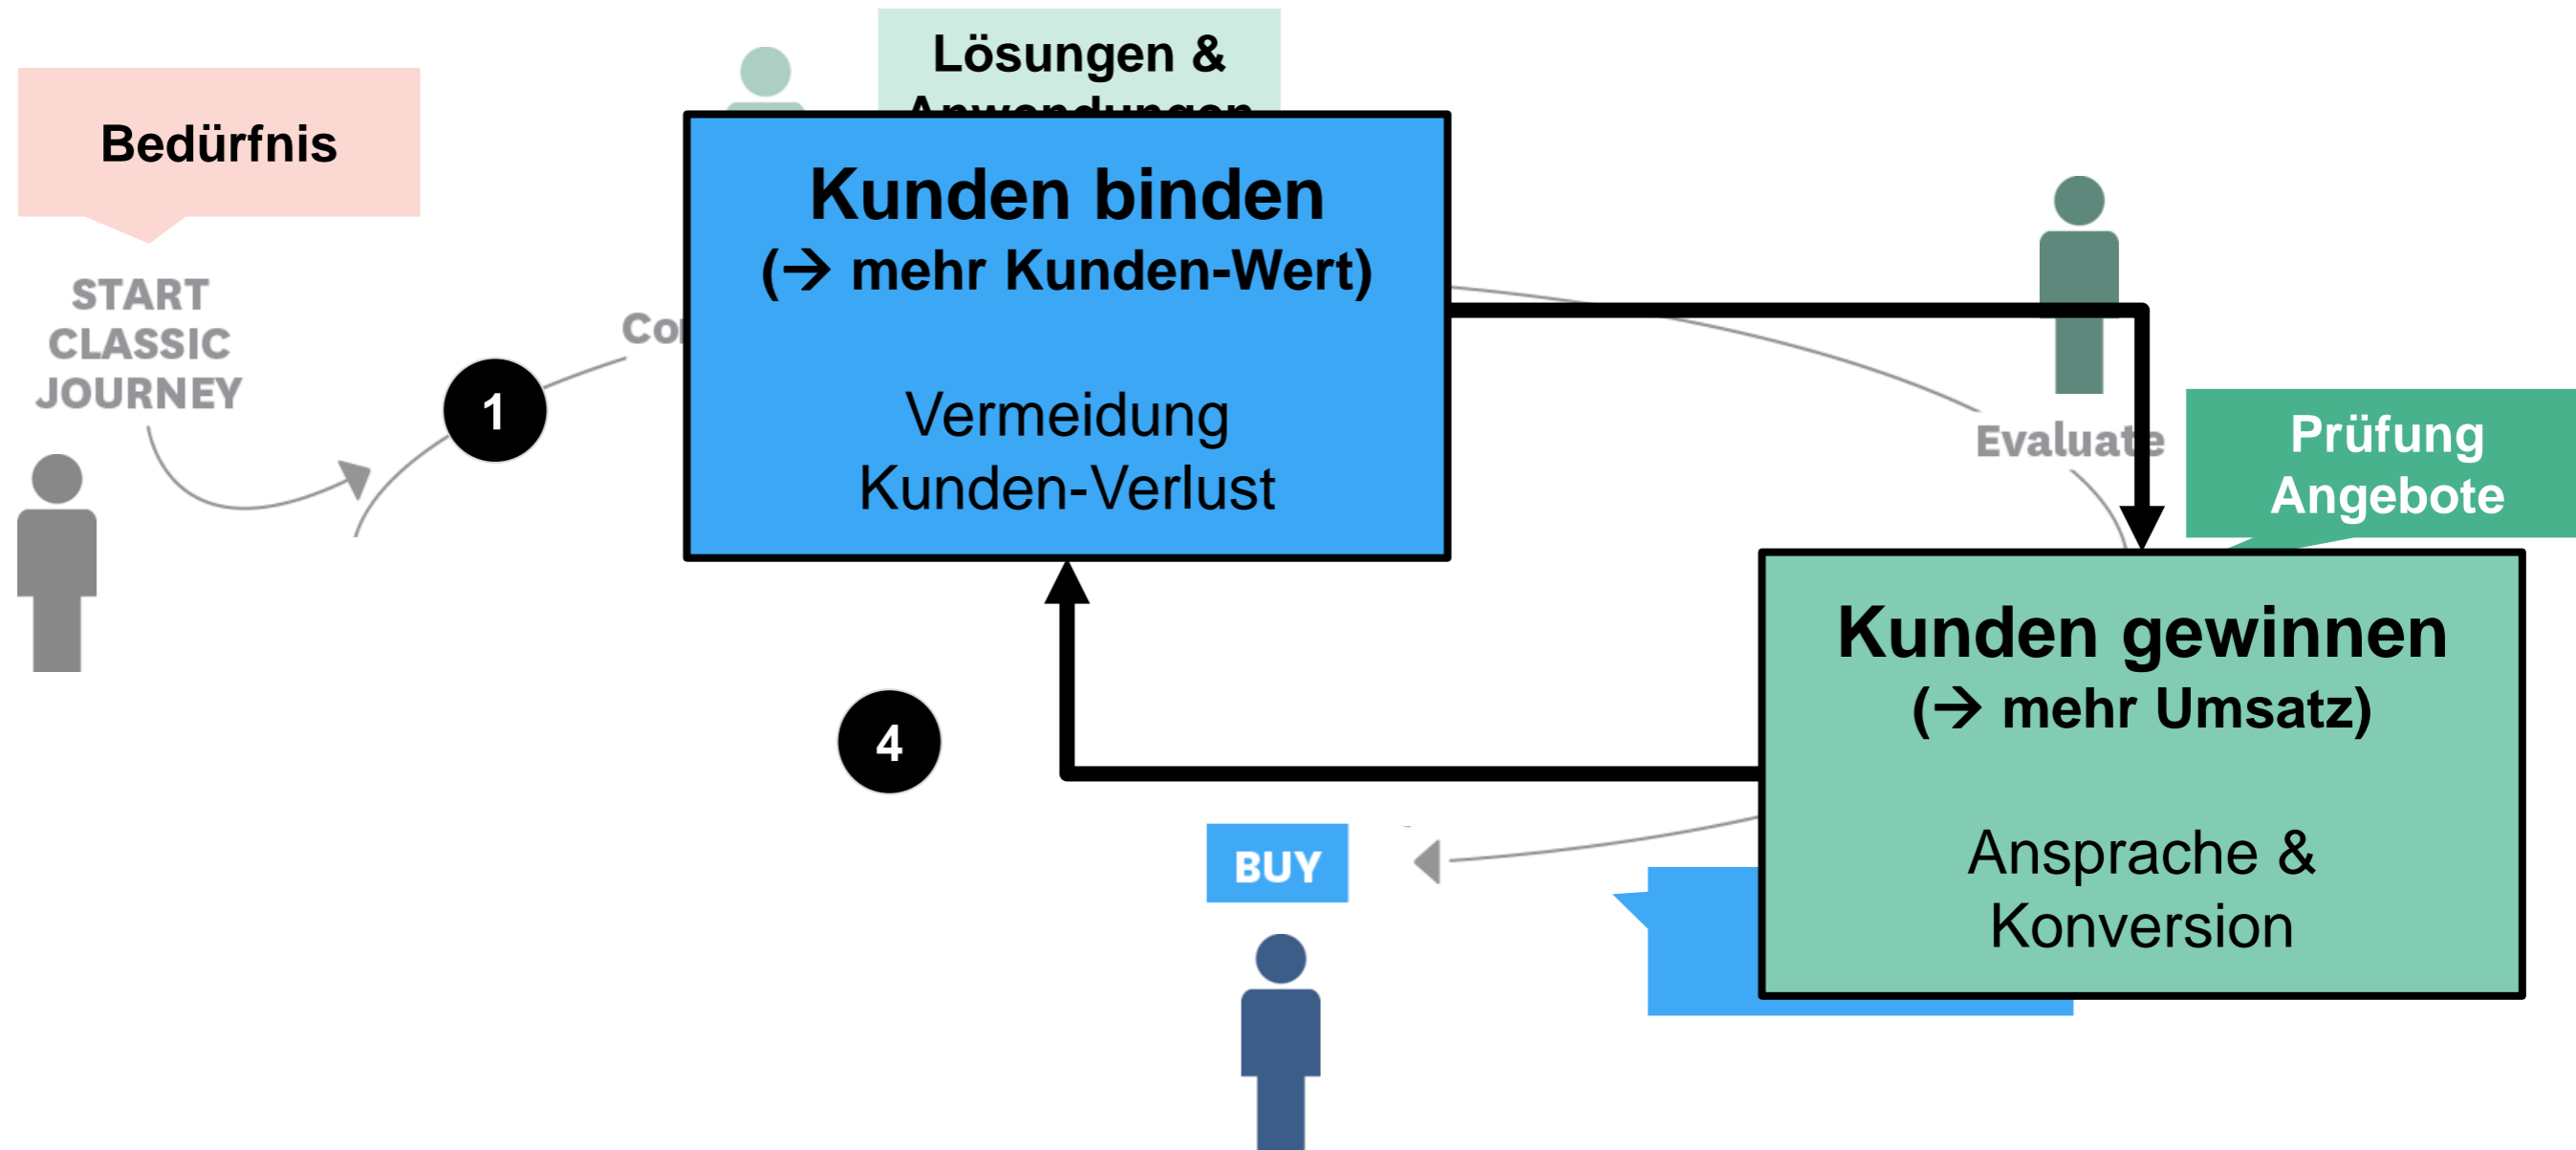 Lösungen &
Anwendungen
Bedürfnis
Kunden binden
(→ mehr Kunden-Wert)
Vermeidung
Kunden-Verlust
START
CLASSIC
JOURNEY
1
Evaluate
Prüfung
Angebote
Kunden gewinnen
(→ mehr Umsatz)
Ansprache &
Konversion
4
BUY